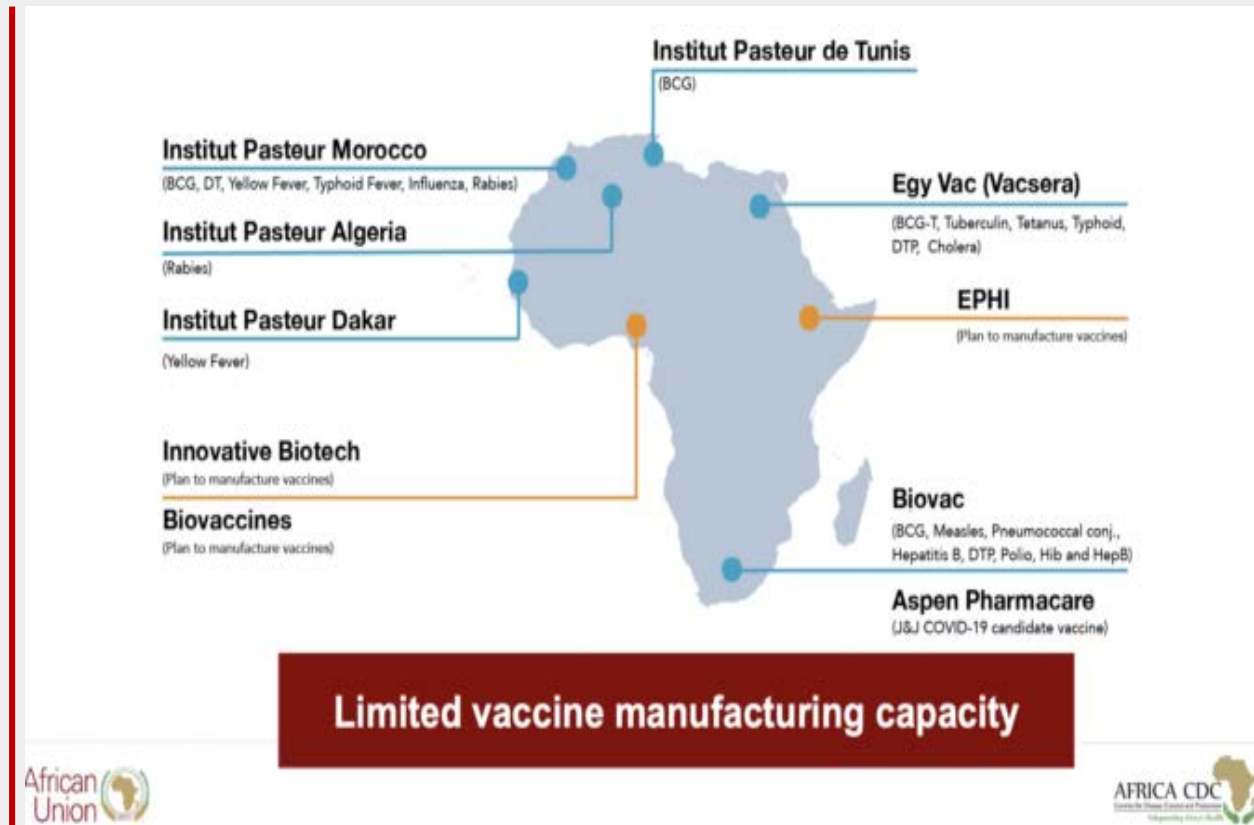 Institut Pasteur de Tunis
(BCG)
Institut Pasteur Morocco
(BCG, DT, Yellow Fever, Typhoid Fever, Influenza, Rabies)
Institut Pasteur Algeria
(Rabies)
Institut Pasteur Dakar
(Yellow Fever)
Innovative Biotech
(Plan to manufacture vaccines)
Biovaccines
(Plan to manufacture vaccines)
Egy Vac (Vacsera)
(BCG-T, Tuberculin, Tetanus, Typhoid,
DTP, Cholera)
EPHI
(Plan to manufacture vaccines)
Biovac
(BCG, Measles, Pneumococcal conj.,
Hepatitis B, DTP, Polio, Hib and HepB)
Aspen Pharmacare
(J&J COVID-19 candidate vaccine)
Limited vaccine manufacturing capacity
African
Union
AFRICA CDC